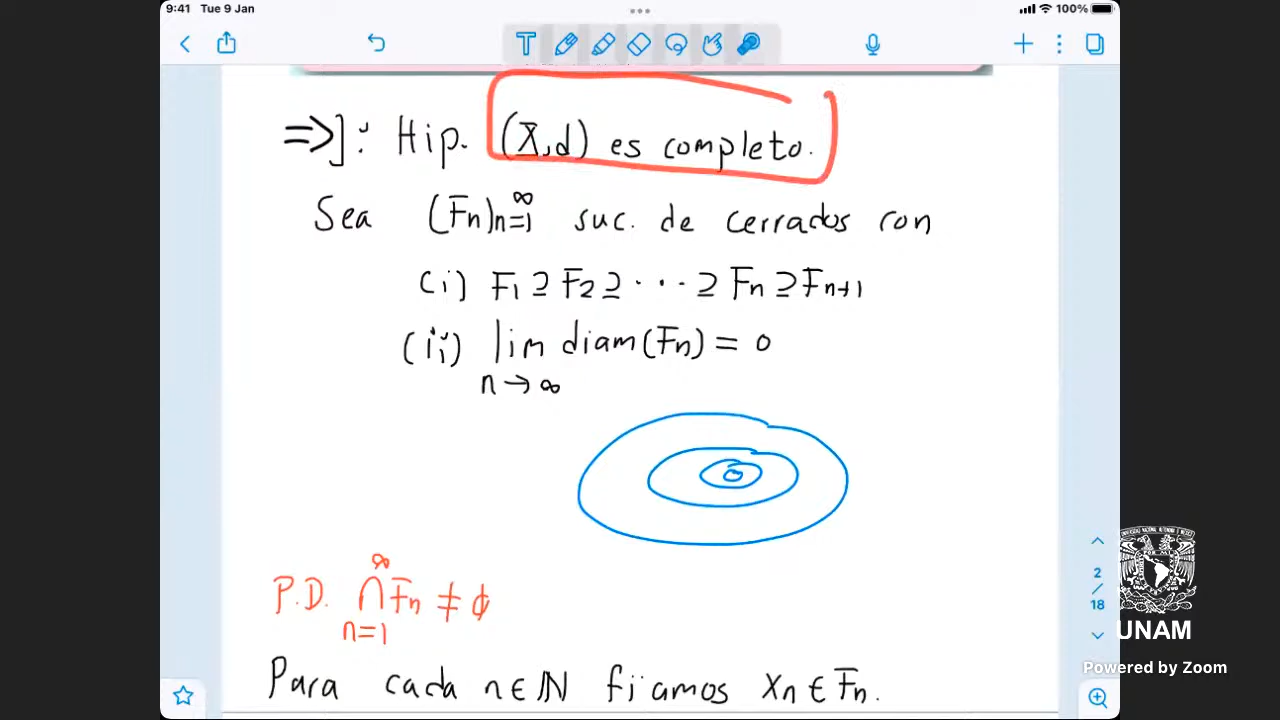 9:41 Tue 9 Jan 100%
=>]: Hip. (X,d) es completo.
Sea (Fn)n=1^∞ suc. de cerrados con
(i) F1 ⊇ F2 ⊇ ··· ⊇ Fn ⊇ Fn+1
(ii) lim diam(Fn) = 0
n → ∞
P.D. ∩_{n=1}^∞ Fn ≠ ϕ
Para cada n ∈ ℕ fijamos xn ∈ Fn.
2
/
18
UNAM
Powered by Zoom